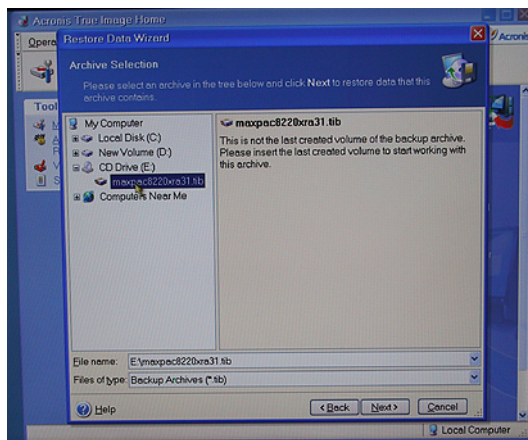 Acronis True Image Home
Restore Data Wizard
Opera
Acronis
Archive Selection
Please select an archive in the tree below and click Next to restore data that this
archive contains.
Tool
My Computer
Local Disk (C:)
New Volume (D:)
CD Drive (E:)
maxpac8220xra31.tib
Computers Near Me
maxpac8220xra31.tib
This is not the last created volume of the backup archive.
Please insert the last created volume to start working with
this archive.
File name: E:\maxpac8220xra31.tib
Files of type: Backup Archives (*.tib)
Help
< Back
Next >
Cancel
Local Computer